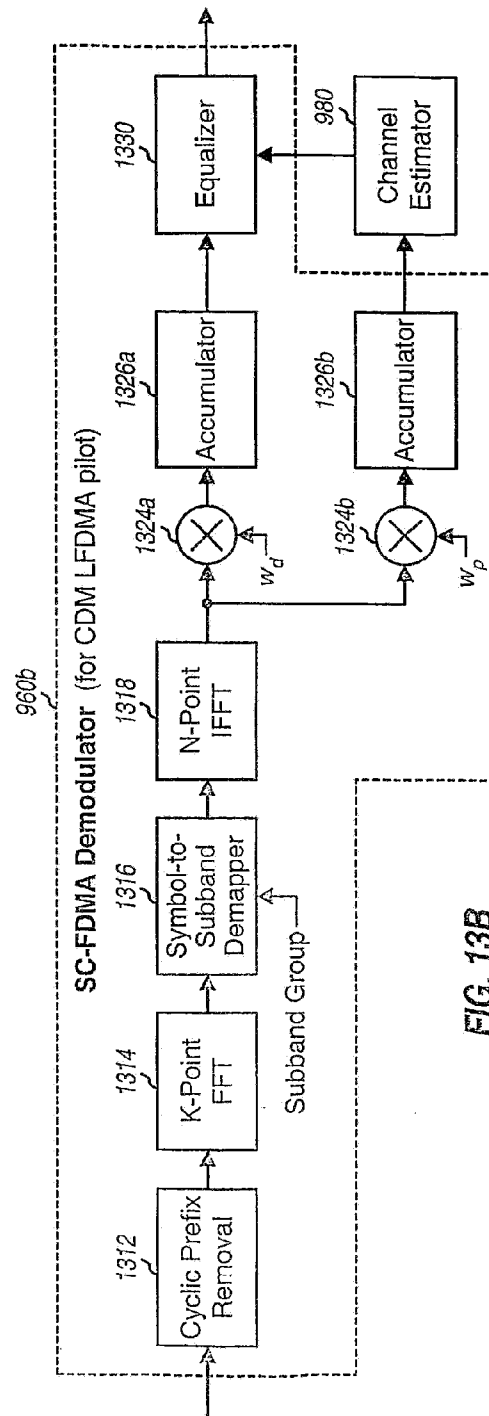 960b
SC-FDMA Demodulator (for CDM LFDMA pilot)
1312
Cyclic Prefix
Removal
1314
K-Point
FFT
1316
Symbol-to-
Subband
Demapper
Subband Group
1318
N-Point
IFFT
1324a
wd
1326a
Accumulator
1330
Equalizer
1324b
wp
1326b
Accumulator
980
Channel
Estimator
FIG. 13B